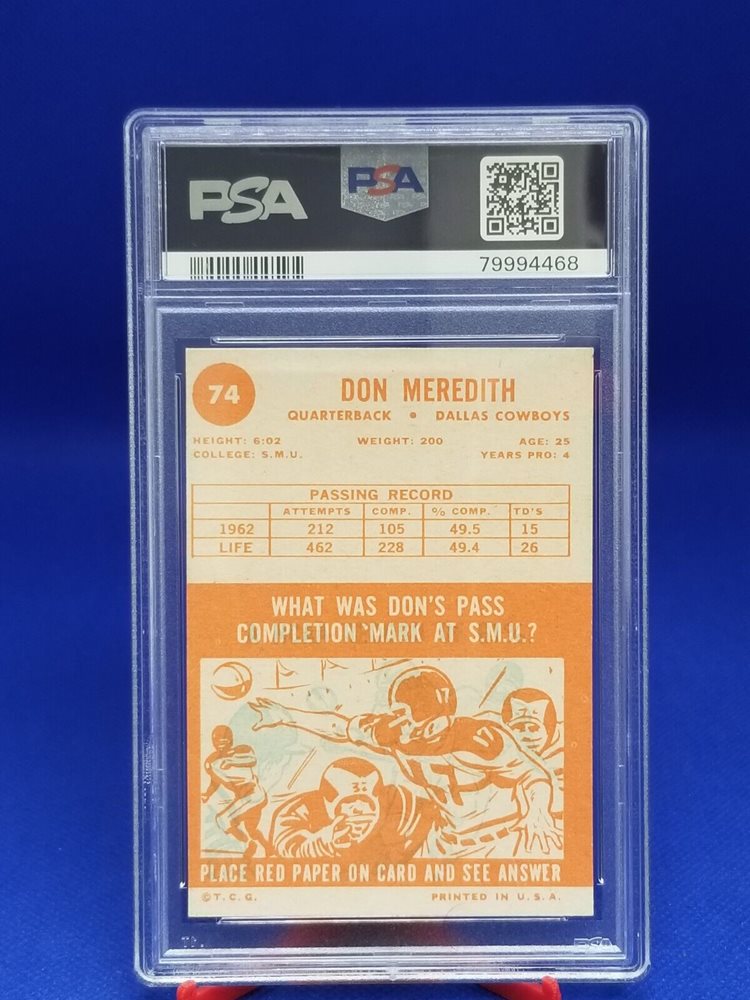 PSA PSA
79994468
74 DON MEREDITH
QUARTERBACK • DALLAS COWBOYS
HEIGHT: 6:02 WEIGHT: 200 AGE: 25
COLLEGE: S.M.U. YEARS PRO: 4
PASSING RECORD
ATTEMPTS COMP. % COMP. TD'S
1962 212 105 49.5 15
LIFE 462 228 49.4 26
WHAT WAS DON'S PASS
COMPLETION MARK AT S.M.U.?
17
17
PLACE RED PAPER ON CARD AND SEE ANSWER
© T.C.G. PRINTED IN U.S.A.
PSA